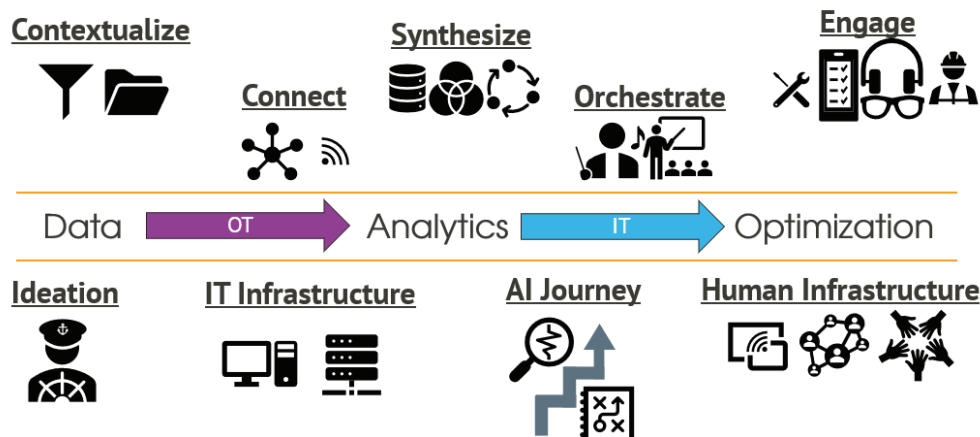 Contextualize
Connect
Synthesize
Orchestrate
Engage
Data OT Analytics IT Optimization
Ideation
IT Infrastructure
AI Journey
Human Infrastructure